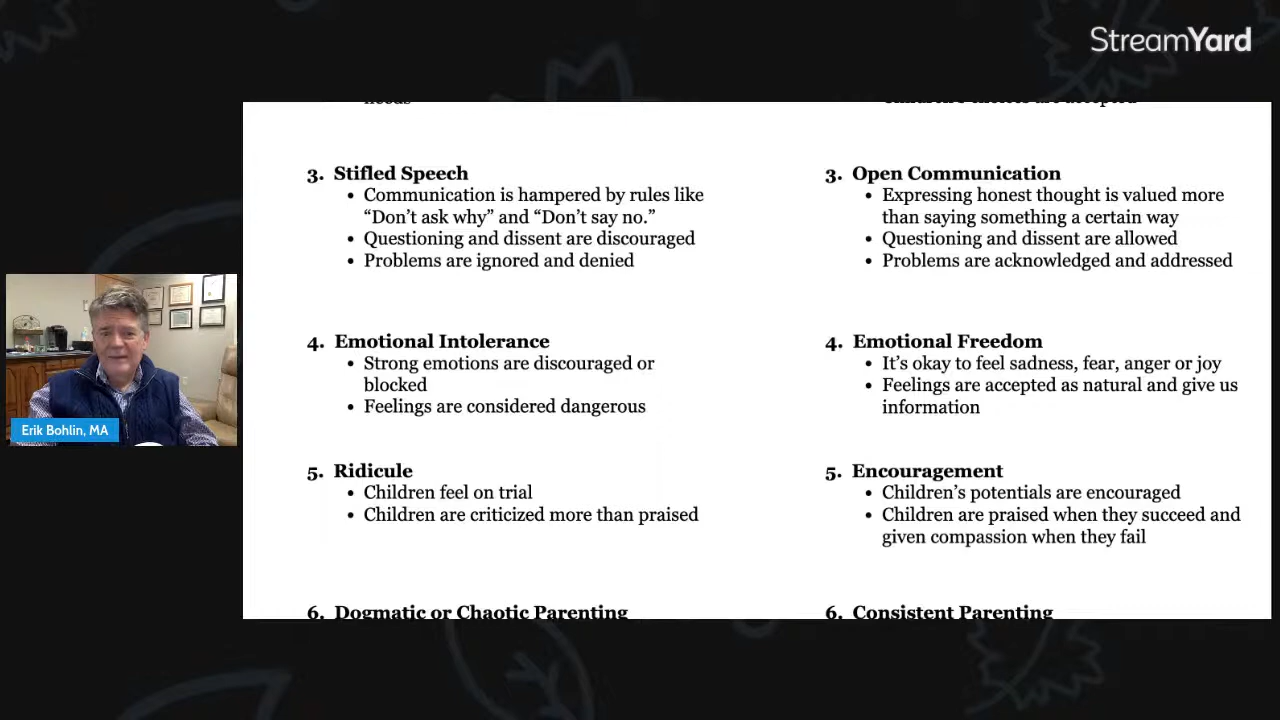 StreamYard
needs
Children's choices are accepted
3. Stifled Speech
• Communication is hampered by rules like
“Don’t ask why” and “Don’t say no.”
• Questioning and dissent are discouraged
• Problems are ignored and denied
4. Emotional Intolerance
• Strong emotions are discouraged or
blocked
• Feelings are considered dangerous
5. Ridicule
• Children feel on trial
• Children are criticized more than praised
6. Dogmatic or Chaotic Parenting
3. Open Communication
• Expressing honest thought is valued more
than saying something a certain way
• Questioning and dissent are allowed
• Problems are acknowledged and addressed
4. Emotional Freedom
• It’s okay to feel sadness, fear, anger or joy
• Feelings are accepted as natural and give us
information
5. Encouragement
• Children’s potentials are encouraged
• Children are praised when they succeed and
given compassion when they fail
6. Consistent Parenting
Erik Bohlin, MA